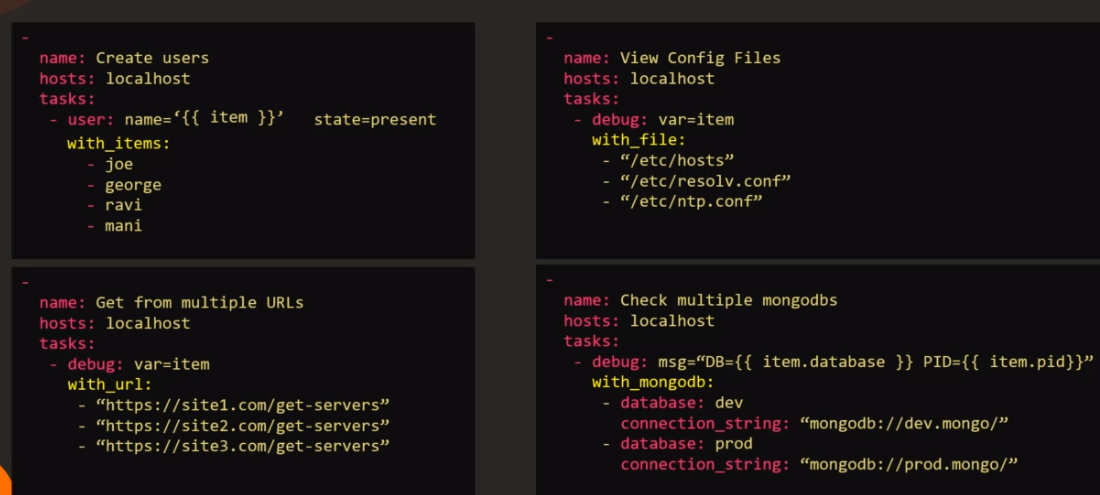 -
name: Create users
hosts: localhost
tasks:
- user: name=‘{{ item }}’ state=present
with_items:
- joe
- george
- ravi
- mani
-
name: View Config Files
hosts: localhost
tasks:
- debug: var=item
with_file:
- “/etc/hosts”
- “/etc/resolv.conf”
- “/etc/ntp.conf”
-
name: Get from multiple URLs
hosts: localhost
tasks:
- debug: var=item
with_url:
- “https://site1.com/get-servers”
- “https://site2.com/get-servers”
- “https://site3.com/get-servers”
-
name: Check multiple mongodbs
hosts: localhost
tasks:
- debug: msg=“DB={{ item.database }} PID={{ item.pid}}”
with_mongodb:
- database: dev
connection_string: “mongodb://dev.mongo/”
- database: prod
connection_string: “mongodb://prod.mongo/”